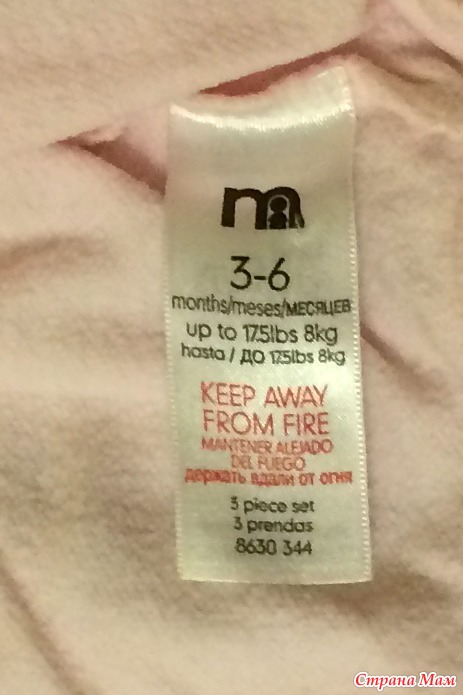 m
3-6
months/meses/МЕСЯЦЕВ
up to 17.5lbs 8kg
hasta / ДО 17.5lbs 8kg
KEEP AWAY
FROM FIRE
MANTENER ALEJADO
DEL FUEGO
держать вдали от огня
3 piece set
3 prendas
8630 344
Страна Мам